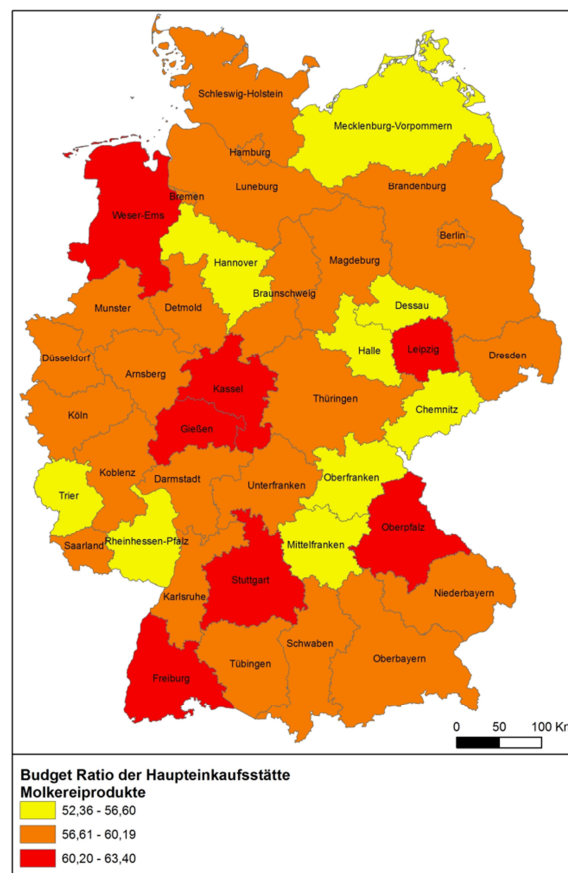 Schleswig-Holstein
Mecklenburg-Vorpommern
Hamburg
Luneburg
Brandenburg
Bremen
Weser-Ems
Berlin
Hannover
Magdeburg
Braunschweig
Munster
Detmold
Dessau
Halle
Leipzig
Düsseldorf
Dresden
Arnsberg
Kassel
Thüringen
Chemnitz
Köln
Gießen
Koblenz
Darmstadt
Unterfranken
Oberfranken
Trier
Oberpfalz
Rheinhessen-Pfalz
Mittelfranken
Saarland
Stuttgart
Niederbayern
Karlsruhe
Schwaben
Oberbayern
Tübingen
Freiburg
0 50 100 Km
Budget Ratio der Haupteinkaufsstätte
Molkereiprodukte
52,36 - 56,60
56,61 - 60,19
60,20 - 63,40